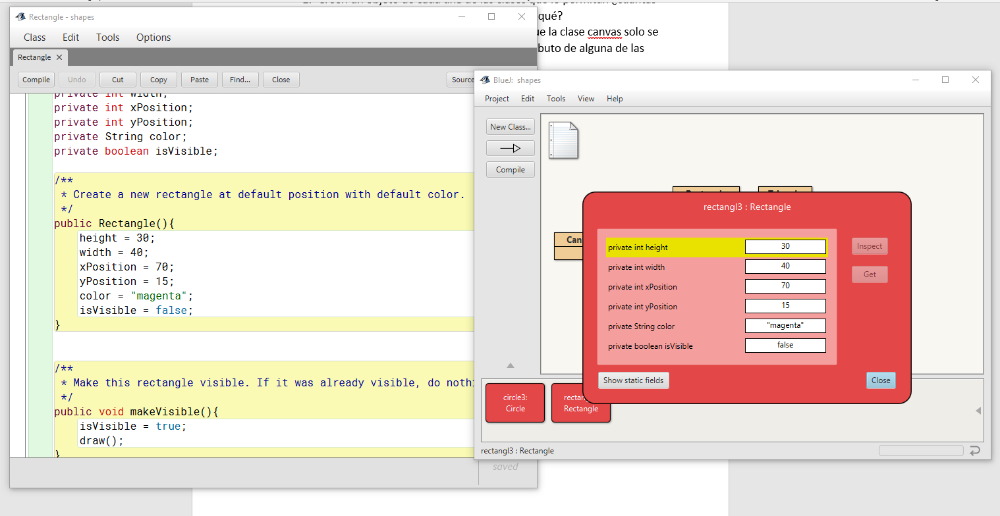 qué?
ue la clase canvas solo se
buto de alguna de las
Rectangle - shapes
Class Edit Tools Options
Rectangle
Compile Undo Cut Copy Paste Find... Close Source
private int width;
private int xPosition;
private int yPosition;
private String color;
private boolean isVisible;
/**
* Create a new rectangle at default position with default color.
*/
public Rectangle(){
height = 30;
width = 40;
xPosition = 70;
yPosition = 15;
color = "magenta";
isVisible = false;
}
/**
* Make this rectangle visible. If it was already visible, do nothi
*/
public void makeVisible(){
isVisible = true;
draw();
}
saved
BlueJ: shapes
Project Edit Tools View Help
New Class...
Compile
Can
rectangl3 : Rectangle
private int height 30
private int width 40
private int xPosition 70
private int yPosition 15
private String color "magenta"
private boolean isVisible false
Inspect
Get
Show static fields
Close
circle3:
Circle
rectan
Rectangle
rectangl3 : Rectangle